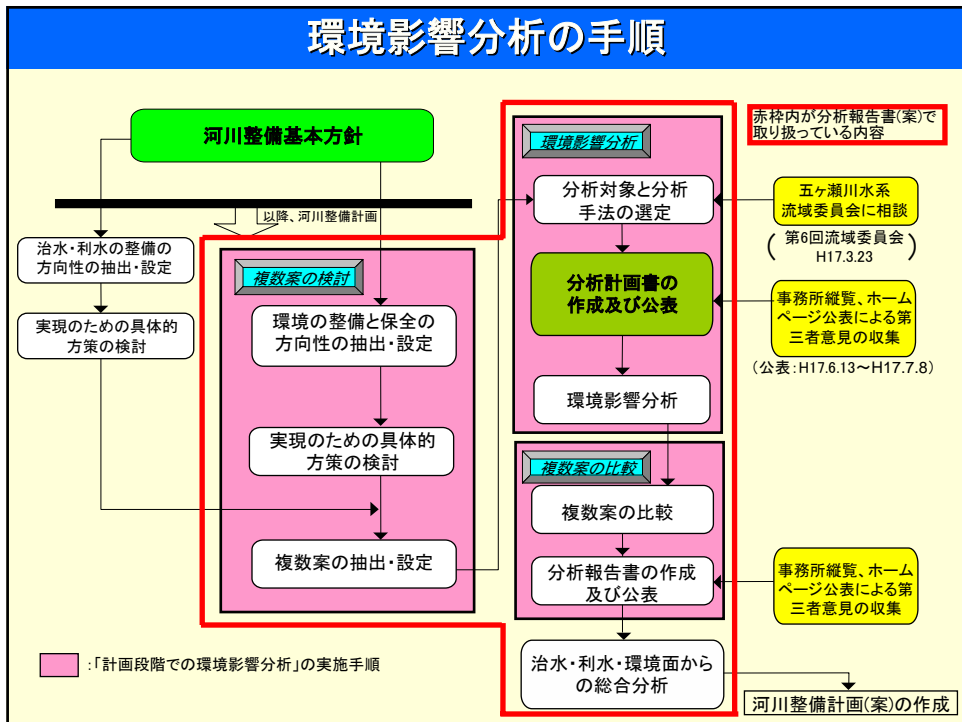 環境影響分析の手順
河川整備基本方針
以降、河川整備計画
治水・利水の整備の
方向性の抽出・設定
実現のための具体的
方策の検討
複数案の検討
環境の整備と保全の
方向性の抽出・設定
実現のための具体的
方策の検討
複数案の抽出・設定
環境影響分析
分析対象と分析
手法の選定
分析計画書の
作成及び公表
環境影響分析
複数案の比較
複数案の比較
分析報告書の作成
及び公表
治水・利水・環境面から
の総合分析
赤枠内が分析報告書(案)で
取り扱っている内容
五ヶ瀬川水系
流域委員会に相談
(第6回流域委員会
H17.3.23)
事務所縦覧、ホーム
ページ公表による第
三者意見の収集
(公表:H17.6.13～H17.7.8)
事務所縦覧、ホーム
ページ公表による第
三者意見の収集
:「計画段階での環境影響分析」の実施手順
河川整備計画(案)の作成